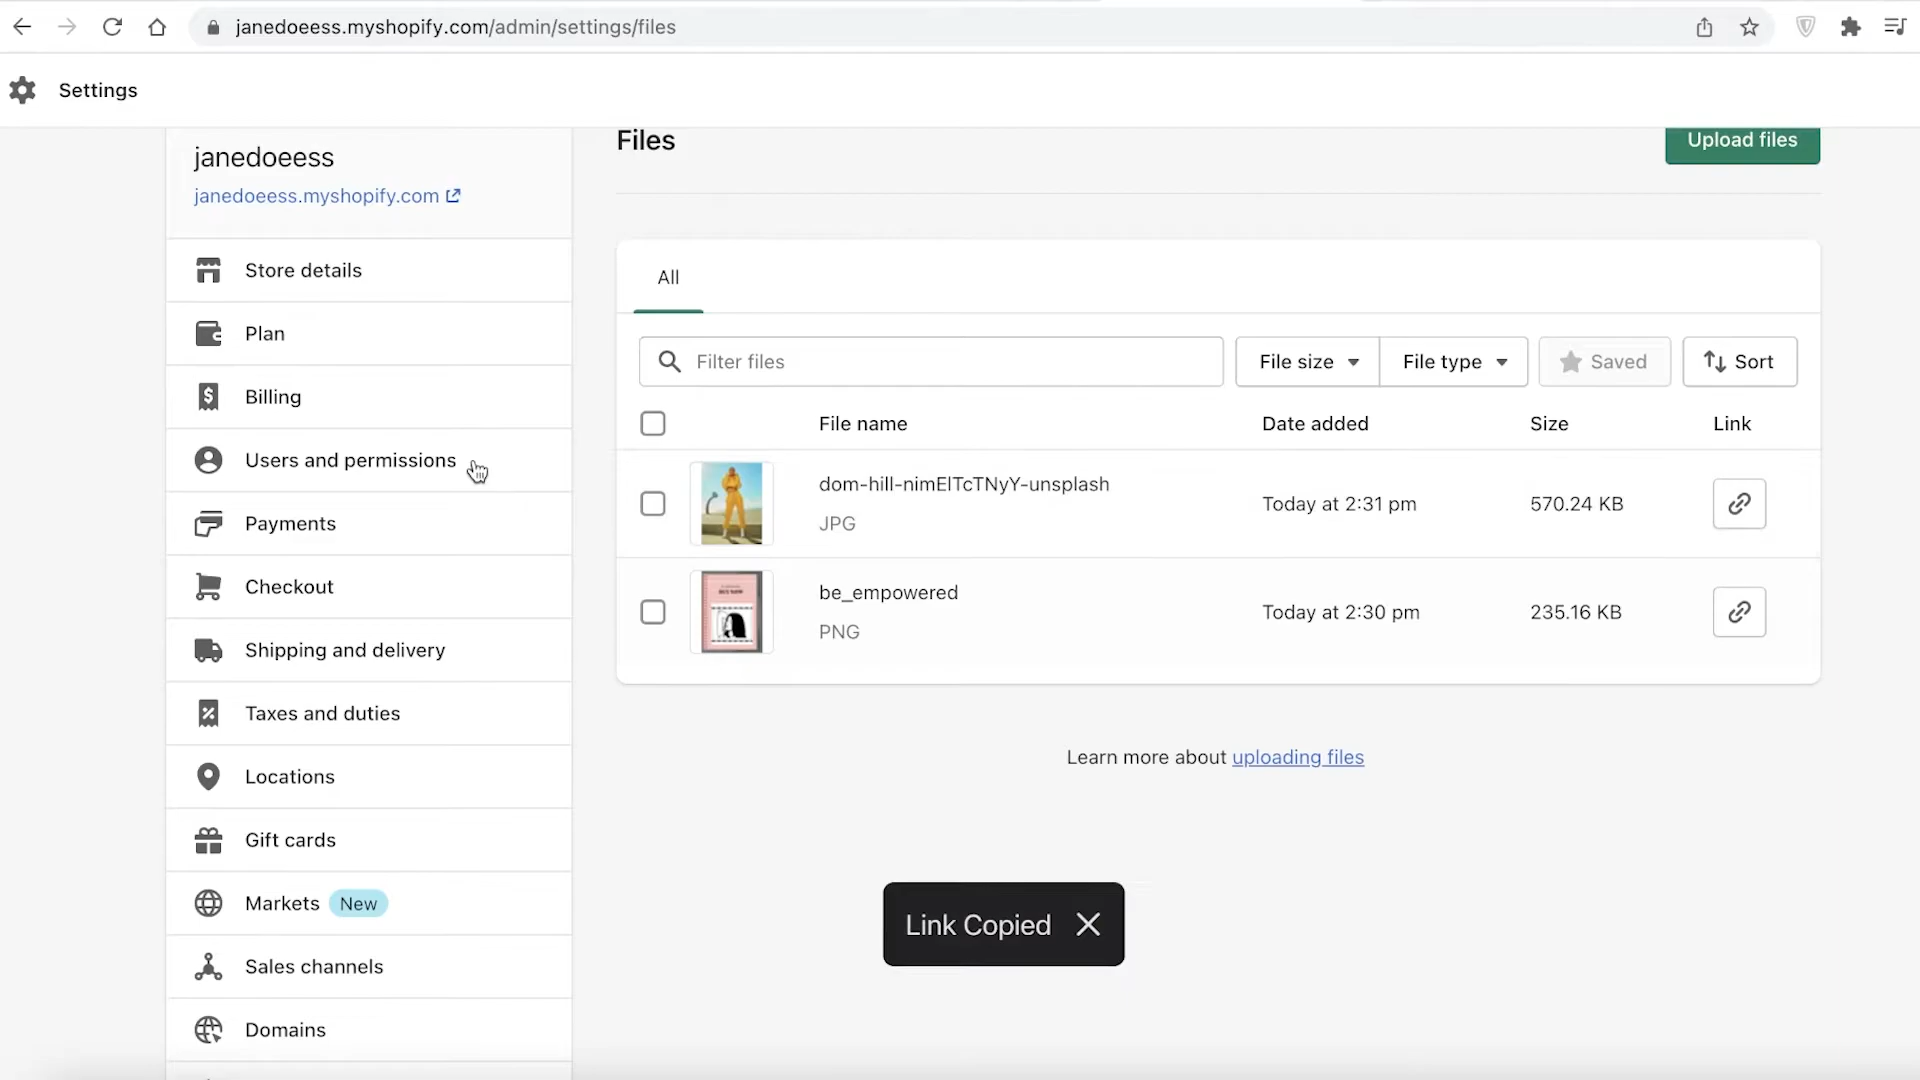 janedoeess.myshopify.com/admin/settings/files
Settings
janedoeess
janedoeess.myshopify.com
Store details
Plan
Billing
Users and permissions
Payments
Checkout
Shipping and delivery
Taxes and duties
Locations
Gift cards
Markets New
Sales channels
Domains
Files
Upload files
All
Filter files
File size
File type
Saved
Sort
File name Date added Size Link
dom-hill-nimElTcTNyY-unsplash
JPG
Today at 2:31 pm
570.24 KB
be_empowered
PNG
Today at 2:30 pm
235.16 KB
Learn more about uploading files
Link Copied